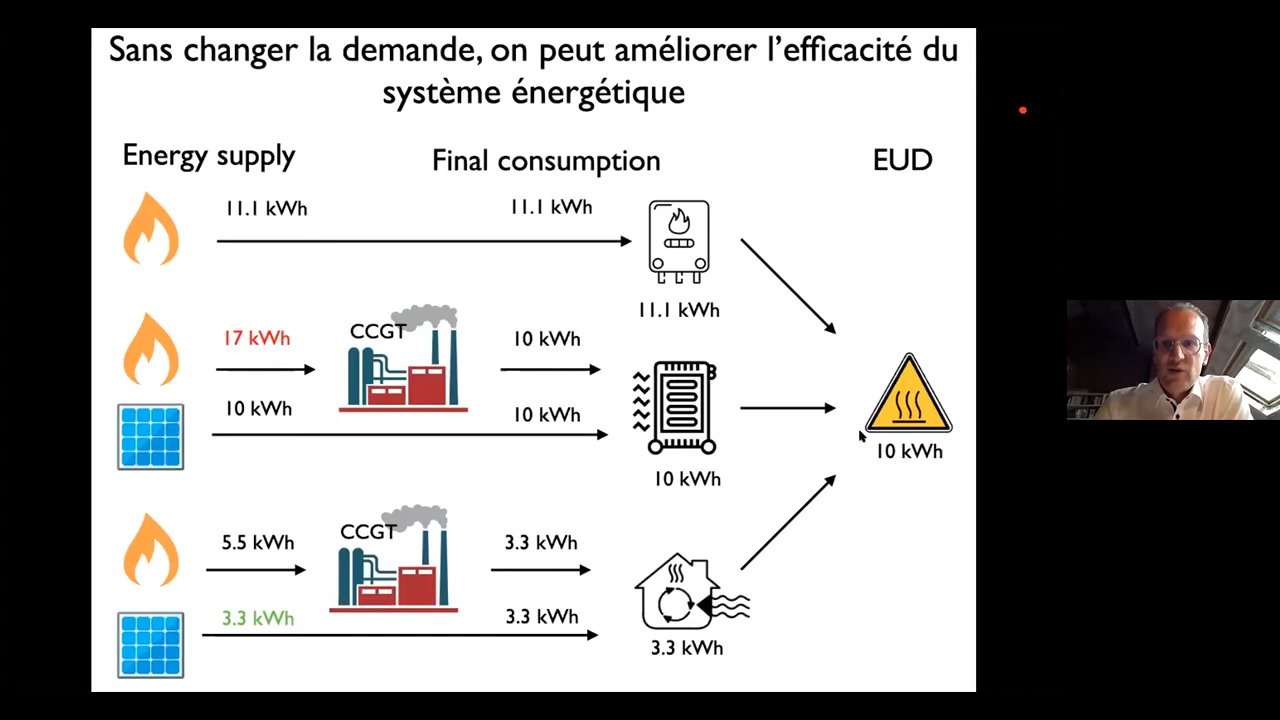 Sans changer la demande, on peut améliorer l'efficacité du
système énergétique
Energy supply
Final consumption
EUD
11.1 kWh
11.1 kWh
11.1 kWh
17 kWh
CCGT
10 kWh
10 kWh
10 kWh
10 kWh
10 kWh
5.5 kWh
CCGT
3.3 kWh
3.3 kWh
3.3 kWh
3.3 kWh